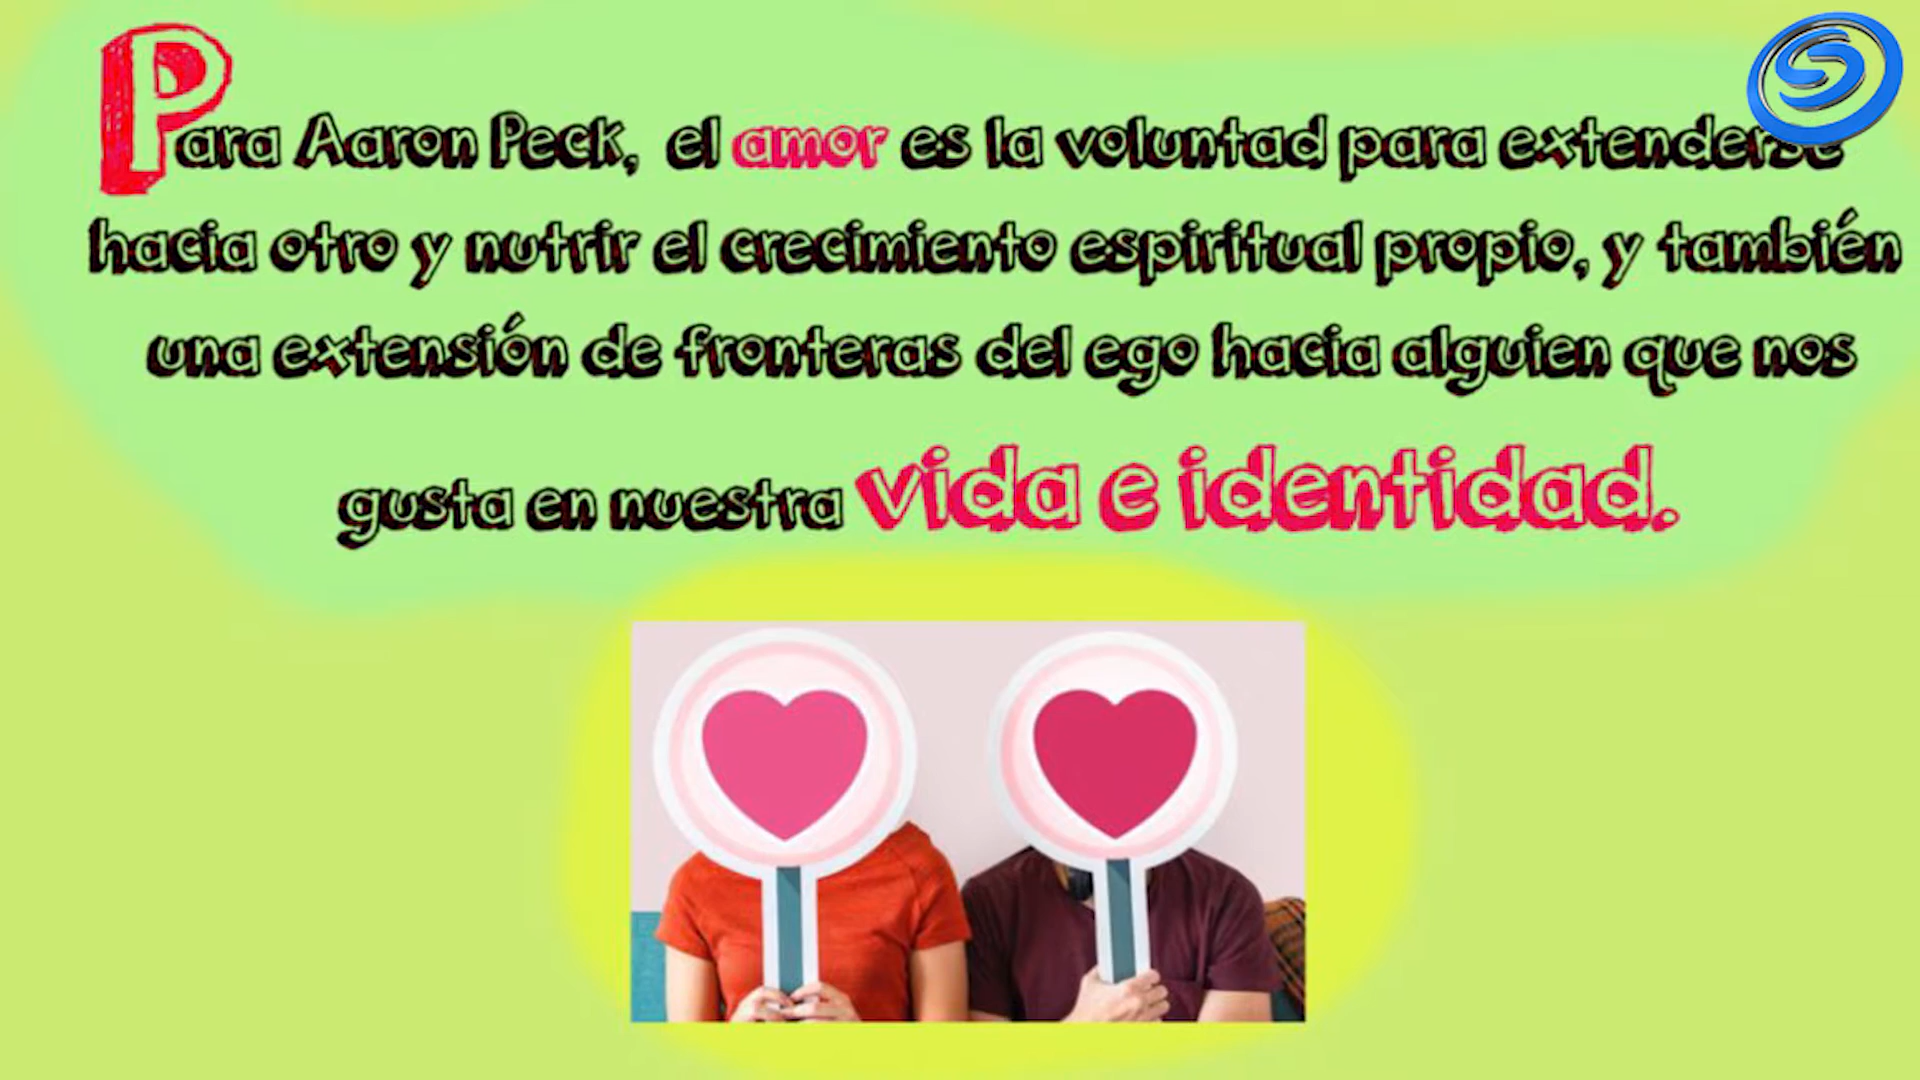 Para Aaron Peck, el amor es la voluntad para extenderse
hacia otro y nutrir el crecimiento espiritual propio, y también
una extensión de fronteras del ego hacia alguien que nos
gusta en nuestra vida e identidad.